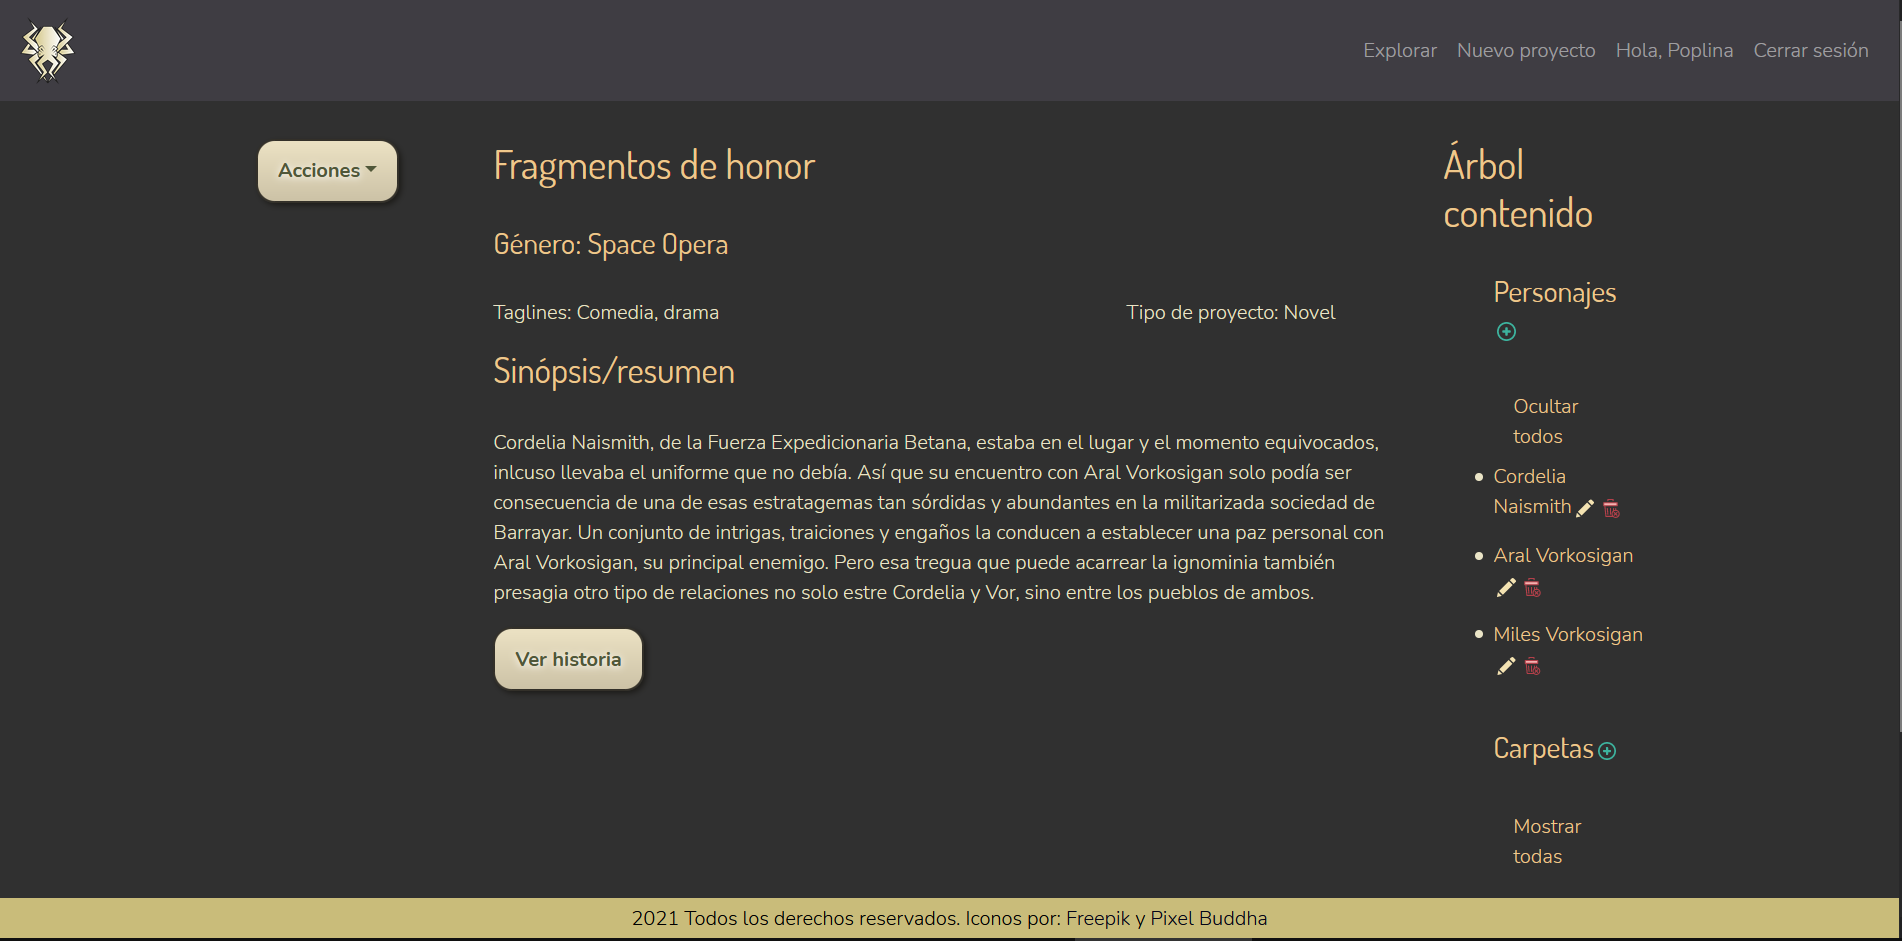 Explorar Nuevo proyecto Hola, Poplina Cerrar sesión
Acciones
Fragmentos de honor
Género: Space Opera
Taglines: Comedia, drama
Tipo de proyecto: Novel
Sinópsis/resumen
Cordelia Naismith, de la Fuerza Expedicionaria Betana, estaba en el lugar y el momento equivocados,
inlcuso llevaba el uniforme que no debía. Así que su encuentro con Aral Vorkosigan solo podía ser
consecuencia de una de esas estratagemas tan sórdidas y abundantes en la militarizada sociedad de
Barrayar. Un conjunto de intrigas, traiciones y engaños la conducen a establecer una paz personal con
Aral Vorkosigan, su principal enemigo. Pero esa tregua que puede acarrear la ignominia también
presagia otro tipo de relaciones no solo estre Cordelia y Vor, sino entre los pueblos de ambos.
Ver historia
Árbol
contenido
Personajes
Ocultar
todos
Cordelia
Naismith
Aral Vorkosigan
Miles Vorkosigan
Carpetas
Mostrar
todas
2021 Todos los derechos reservados. Iconos por: Freepik y Pixel Buddha